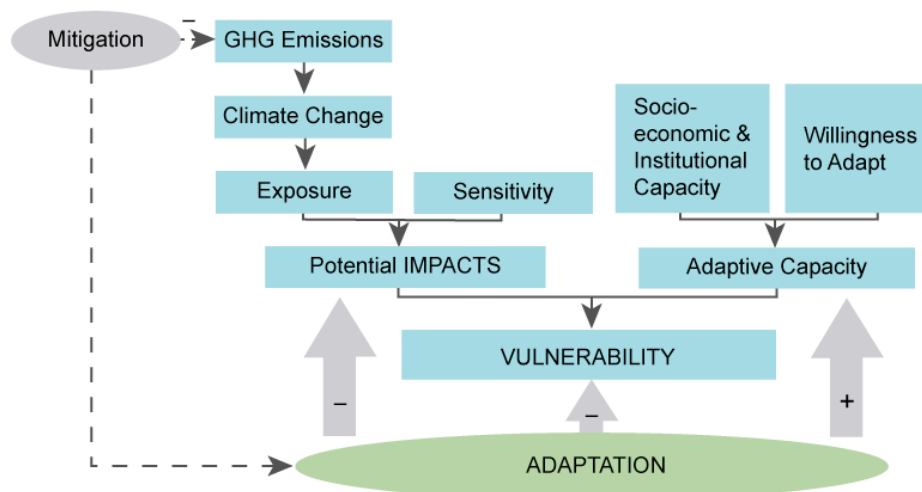 Mitigation
–
GHG Emissions
Climate Change
Socio-
economic &
Institutional
Capacity
Willingness
to Adapt
Exposure
Sensitivity
Potential IMPACTS
Adaptive Capacity
VULNERABILITY
–
–
+
ADAPTATION